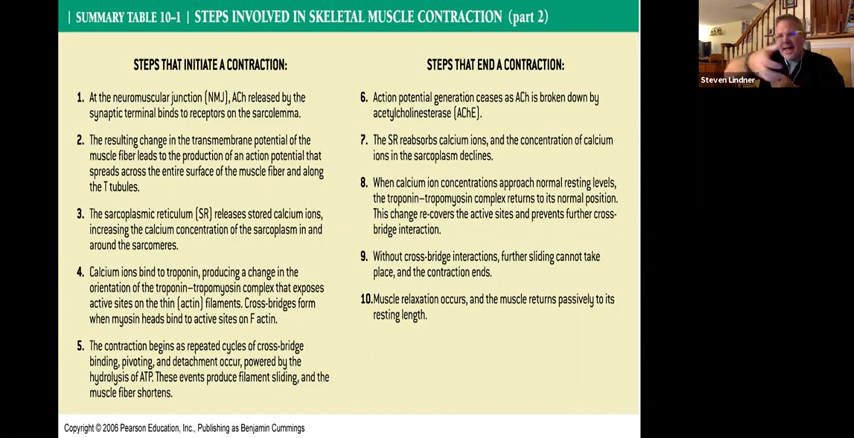 | SUMMARY TABLE 10–1 | STEPS INVOLVED IN SKELETAL MUSCLE CONTRACTION (part 2)
STEPS THAT INITIATE A CONTRACTION:
1. At the neuromuscular junction (NMJ), ACh released by the
synaptic terminal binds to receptors on the sarcolemma.
2. The resulting change in the transmembrane potential of the
muscle fiber leads to the production of an action potential that
spreads across the entire surface of the muscle fiber and along
the T tubules.
3. The sarcoplasmic reticulum (SR) releases stored calcium ions,
increasing the calcium concentration of the sarcoplasm in and
around the sarcomeres.
4. Calcium ions bind to troponin, producing a change in the
orientation of the troponin–tropomyosin complex that exposes
active sites on the thin (actin) filaments. Cross-bridges form
when myosin heads bind to active sites on F actin.
5. The contraction begins as repeated cycles of cross-bridge
binding, pivoting, and detachment occur, powered by the
hydrolysis of ATP. These events produce filament sliding, and the
muscle fiber shortens.
STEPS THAT END A CONTRACTION:
6. Action potential generation ceases as ACh is broken down by
acetylcholinesterase (AChE).
7. The SR reabsorbs calcium ions, and the concentration of calcium
ions in the sarcoplasm declines.
8. When calcium ion concentrations approach normal resting levels,
the troponin–tropomyosin complex returns to its normal position.
This change re-covers the active sites and prevents further cross-
bridge interaction.
9. Without cross-bridge interactions, further sliding cannot take
place, and the contraction ends.
10.Muscle relaxation occurs, and the muscle returns passively to its
resting length.
Copyright © 2006 Pearson Education, Inc., Publishing as Benjamin Cummings
Steven Lindner